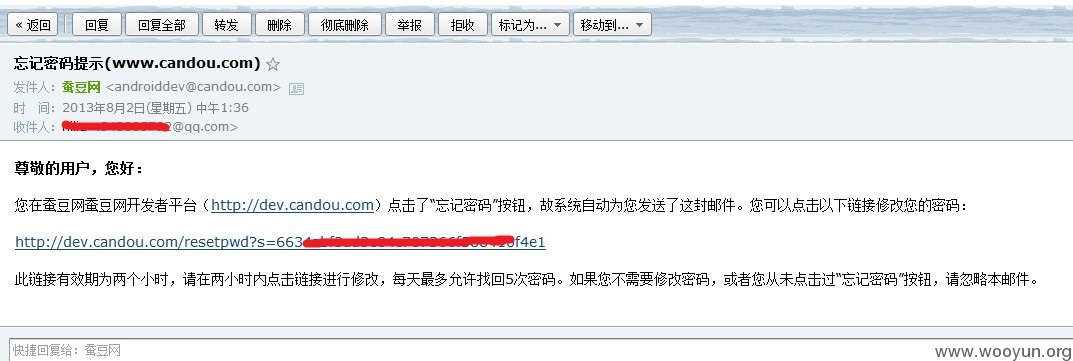 « 返回 回复 回复全部 转发 删除 彻底删除 举报 拒收 标记为... 移动到...
忘记密码提示(www.candou.com)
发件人：蚕豆网 <androiddev@candou.com>
时 间：2013年8月2日(星期五) 中午1:36
收件人： @qq.com>
尊敬的用户，您好：
您在蚕豆网蚕豆网开发者平台（http://dev.candou.com）点击了“忘记密码”按钮，故系统自动为您发送了这封邮件。您可以点击以下链接修改您的密码：
http://dev.candou.com/resetpwd?s=6634 f4e1
此链接有效期为两个小时，请在两小时内点击链接进行修改，每天最多允许找回5次密码。如果您不需要修改密码，或者您从未点击过“忘记密码”按钮，请忽略本邮件。
快捷回复给：蚕豆网
www.wooyun.org